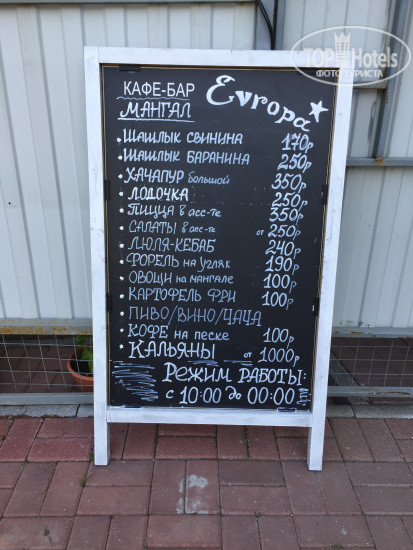 TopHotels
ФОТО ТУРИСТА
КАФЕ-БАР Evropa
МАНГАЛ
• ШАШЛЫК СВИНИНА 170р
• ШАШЛЫК БАРАНИНА 250р
• ХАЧАПУР большой 350р
• ЛОДОЧКА 250р
• ПИЦЦА в асс-те 350р
• САЛАТЫ в асс-те от 250р
• ЛЮЛЯ-КЕБАБ 240р
• ФОРЕЛЬ на углях 190р
• ОВОЩИ на мангале 100р
• КАРТОФЕЛЬ ФРИ 100р
• ПИВО/ВИНО/ЧАЧА
• КОФЕ на песке 100р
• КАЛЬЯНЫ от 1000р
РЕЖИМ РАБОТЫ:
с 10:00 до 00:00